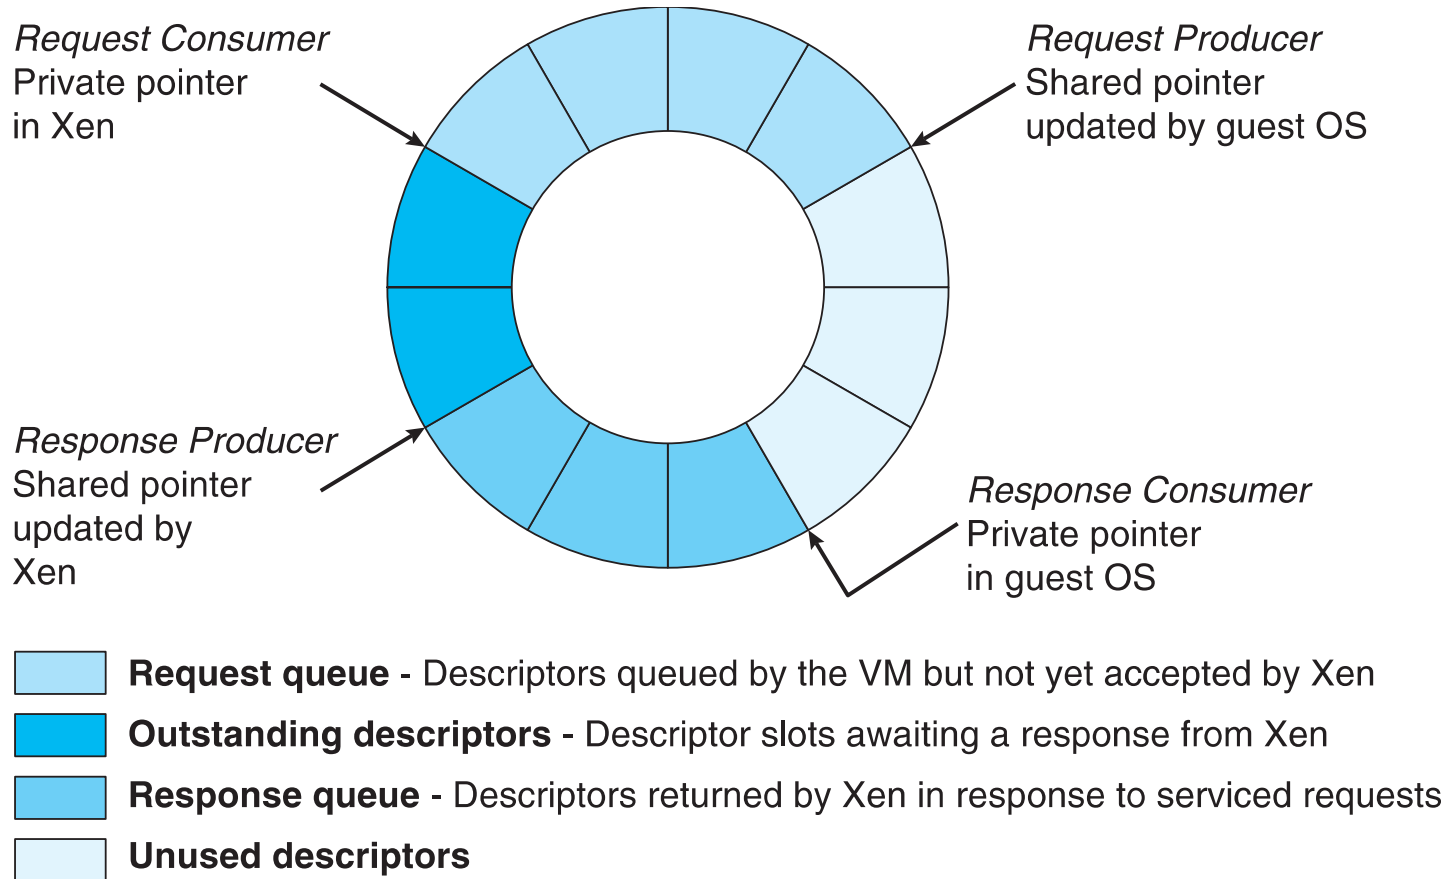 Request Consumer
Private pointer
in Xen
Request Producer
Shared pointer
updated by guest OS
Response Producer
Shared pointer
updated by
Xen
Response Consumer
Private pointer
in guest OS
Request queue - Descriptors queued by the VM but not yet accepted by Xen
Outstanding descriptors - Descriptor slots awaiting a response from Xen
Response queue - Descriptors returned by Xen in response to serviced requests
Unused descriptors